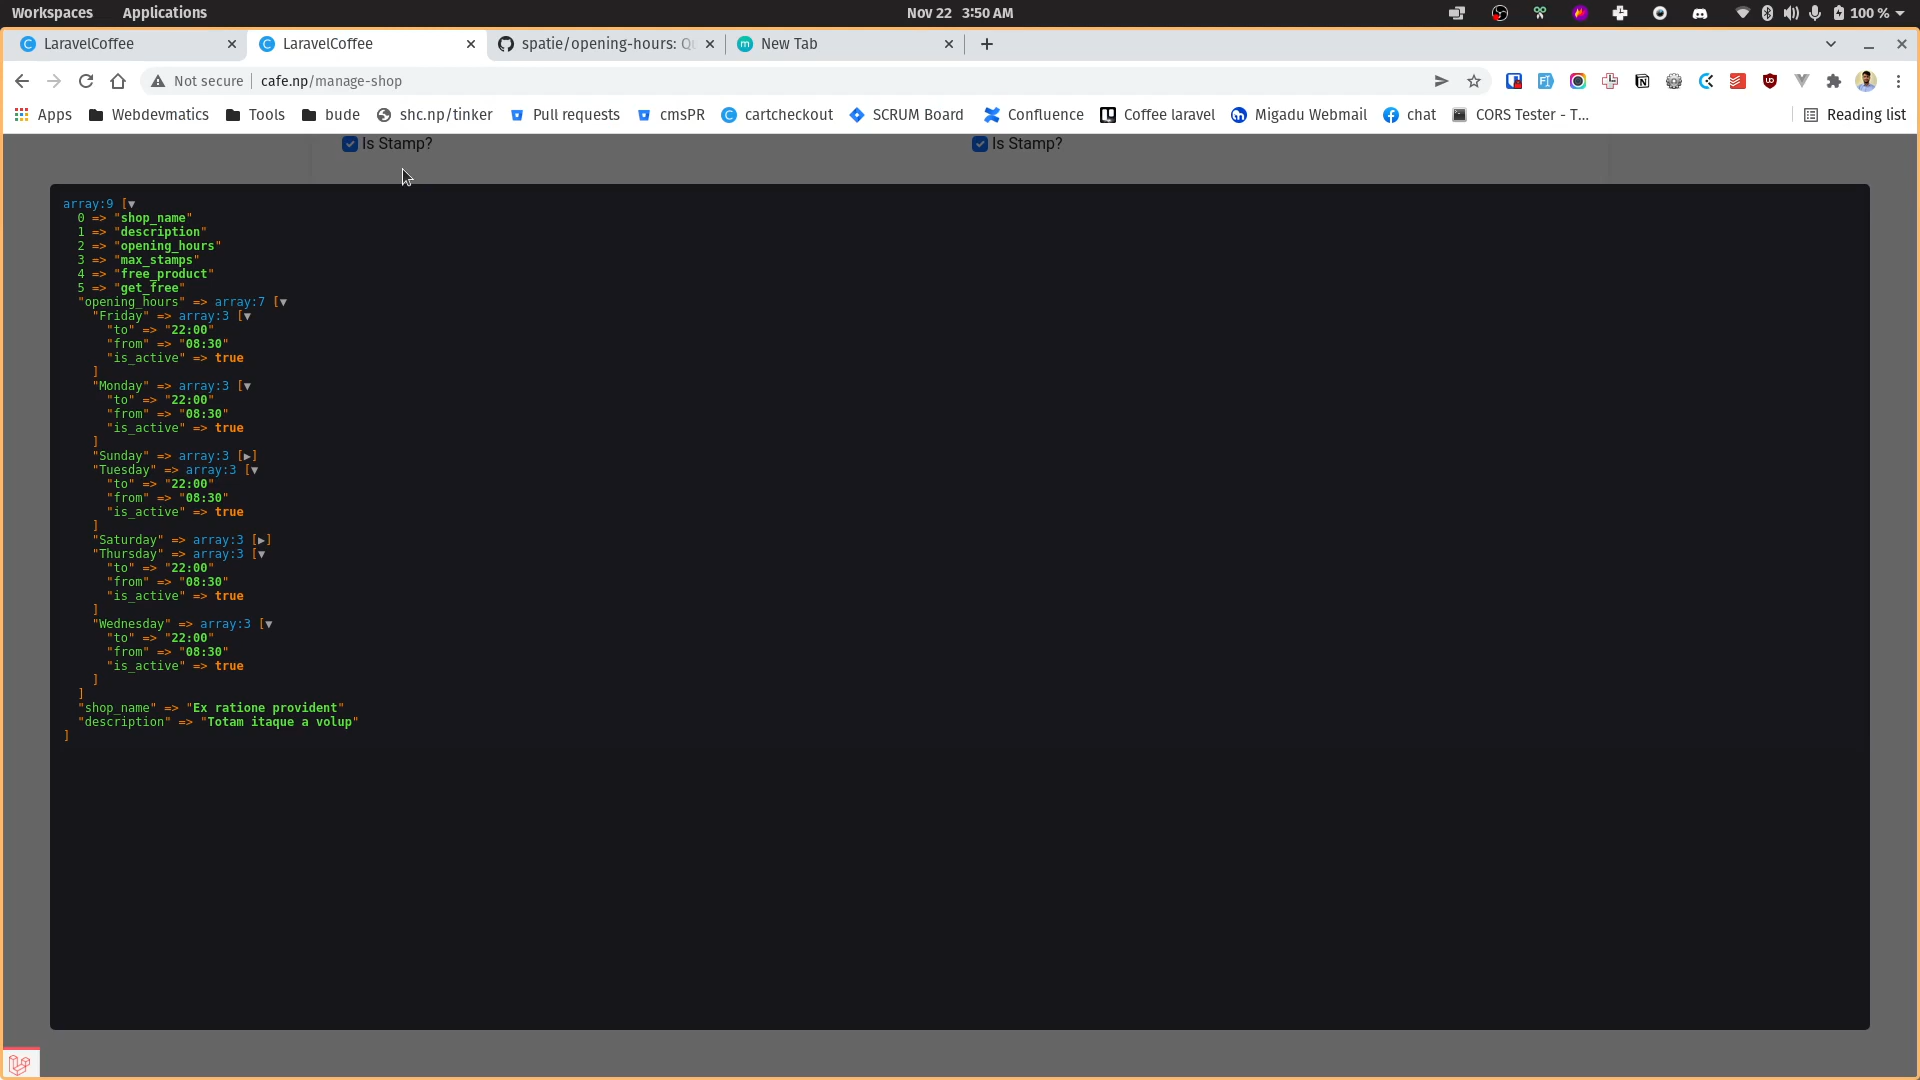 Workspaces Applications Nov 22 3:50 AM 100 %
LaravelCoffee LaravelCoffee spatie/opening-hours: Qu New Tab
Not secure cafe.np/manage-shop
Apps Webdevmatics Tools bude shc.np/tinker Pull requests cmsPR cartcheckout SCRUM Board Confluence Coffee laravel Migadu Webmail chat CORS Tester - T... Reading list
Is Stamp? Is Stamp?
array:9 [▼
0 => "shop_name"
1 => "description"
2 => "opening_hours"
3 => "max_stamps"
4 => "free_product"
5 => "get_free"
"opening_hours" => array:7 [▼
"Friday" => array:3 [▼
"to" => "22:00"
"from" => "08:30"
"is_active" => true
]
"Monday" => array:3 [▼
"to" => "22:00"
"from" => "08:30"
"is_active" => true
]
"Sunday" => array:3 [▶]
"Tuesday" => array:3 [▼
"to" => "22:00"
"from" => "08:30"
"is_active" => true
]
"Saturday" => array:3 [▶]
"Thursday" => array:3 [▼
"to" => "22:00"
"from" => "08:30"
"is_active" => true
]
"Wednesday" => array:3 [▼
"to" => "22:00"
"from" => "08:30"
"is_active" => true
]
]
"shop_name" => "Ex ratione provident"
"description" => "Totam itaque a volup"
]